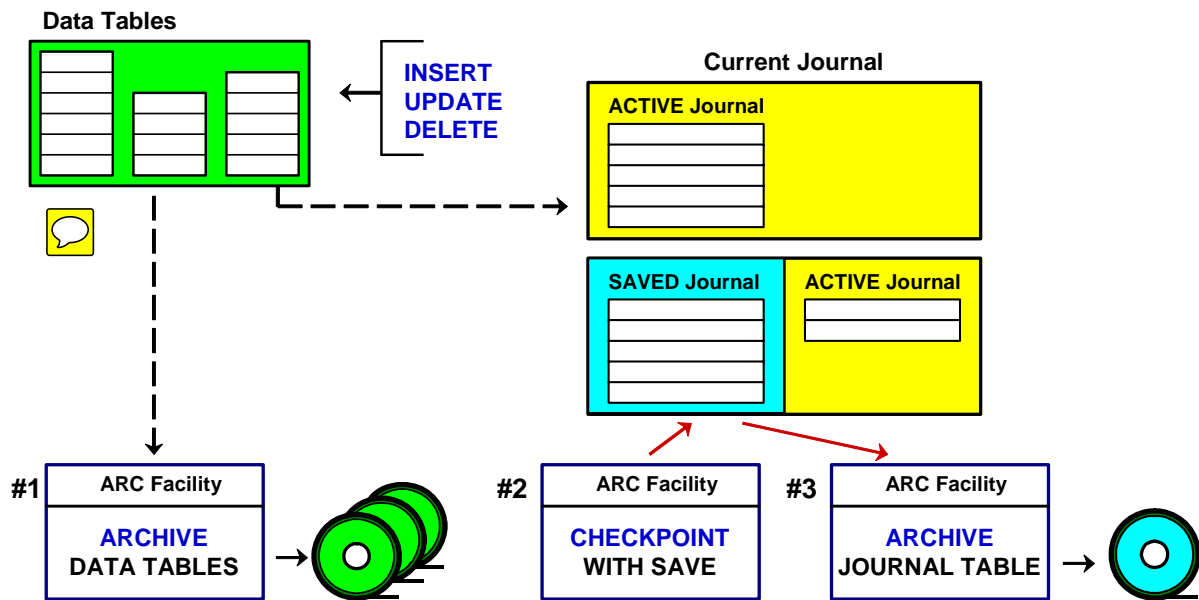 Data Tables
INSERT
UPDATE
DELETE
Current Journal
ACTIVE Journal
SAVED Journal
ACTIVE Journal
#1
ARC Facility
ARCHIVE
DATA TABLES
#2
ARC Facility
CHECKPOINT
WITH SAVE
#3
ARC Facility
ARCHIVE
JOURNAL TABLE